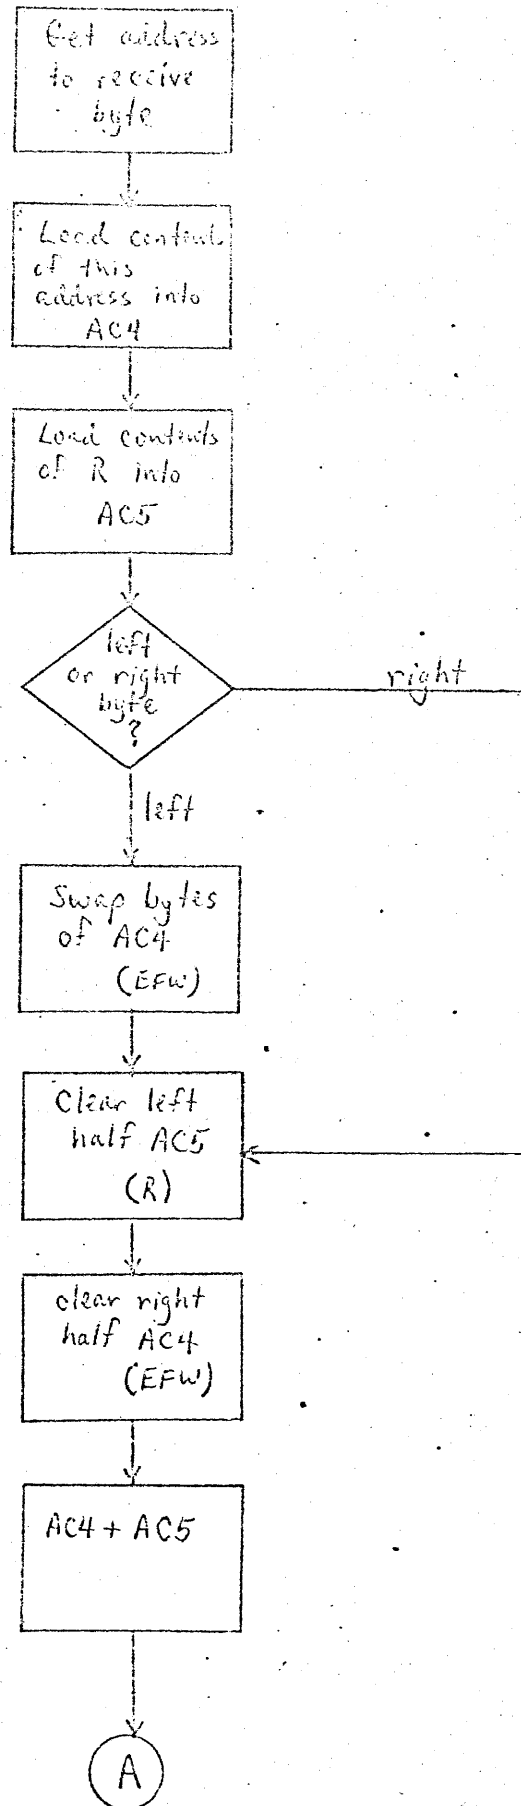 Get address
to receive
byte
Load contents
of this
address into
AC4
Load contents
of R into
AC5
left
or right
byte
?
right
left
Swap bytes
of AC4
(EFW)
Clear left
half AC5
(R)
clear right
half AC4
(EFW)
AC4 + AC5
A